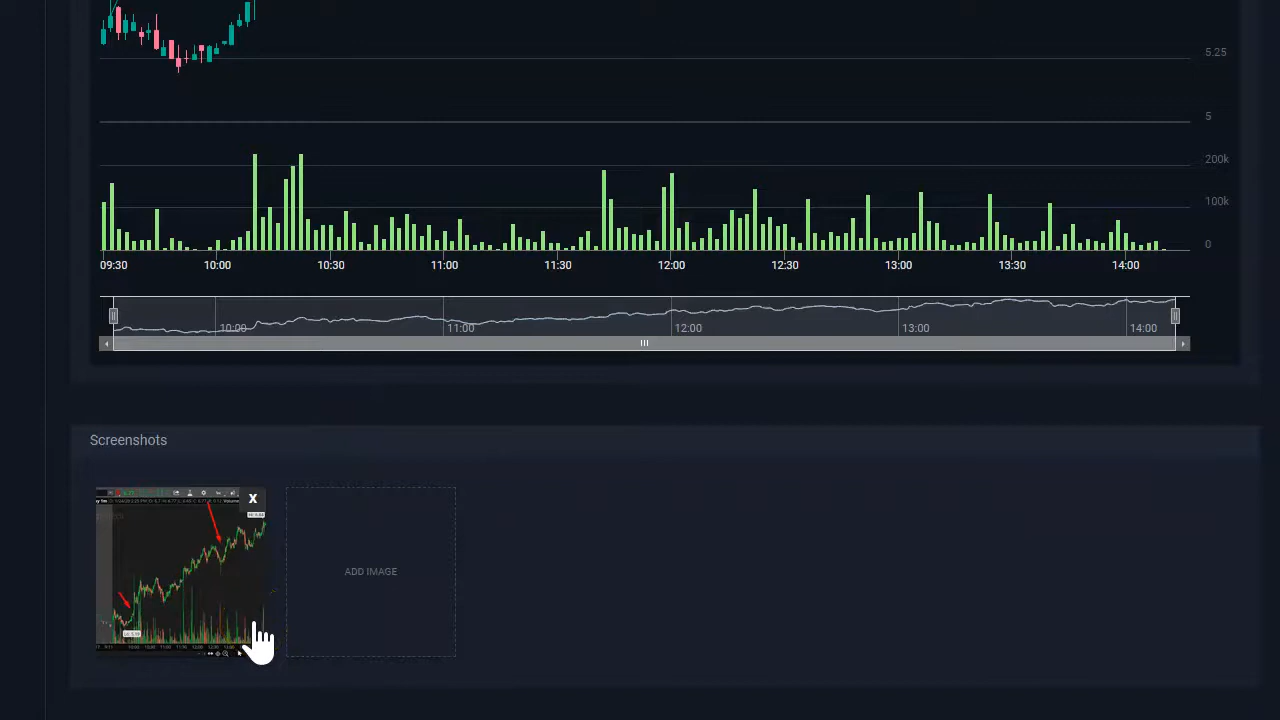 5.25
5
200k
100k
0
09:30 10:00 10:30 11:00 11:30 12:00 12:30 13:00 13:30 14:00
10:00 11:00 12:00 13:00 14:00
Screenshots
X
ADD IMAGE